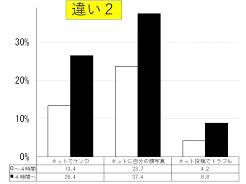 違い２
30%
20%
10%
0%
ネットでケンカ ネットに自分の顔写真 ネット投稿でトラブル
□～４時間 13.4 23.7 4.2
■４時間～ 26.4 37.4 8.8